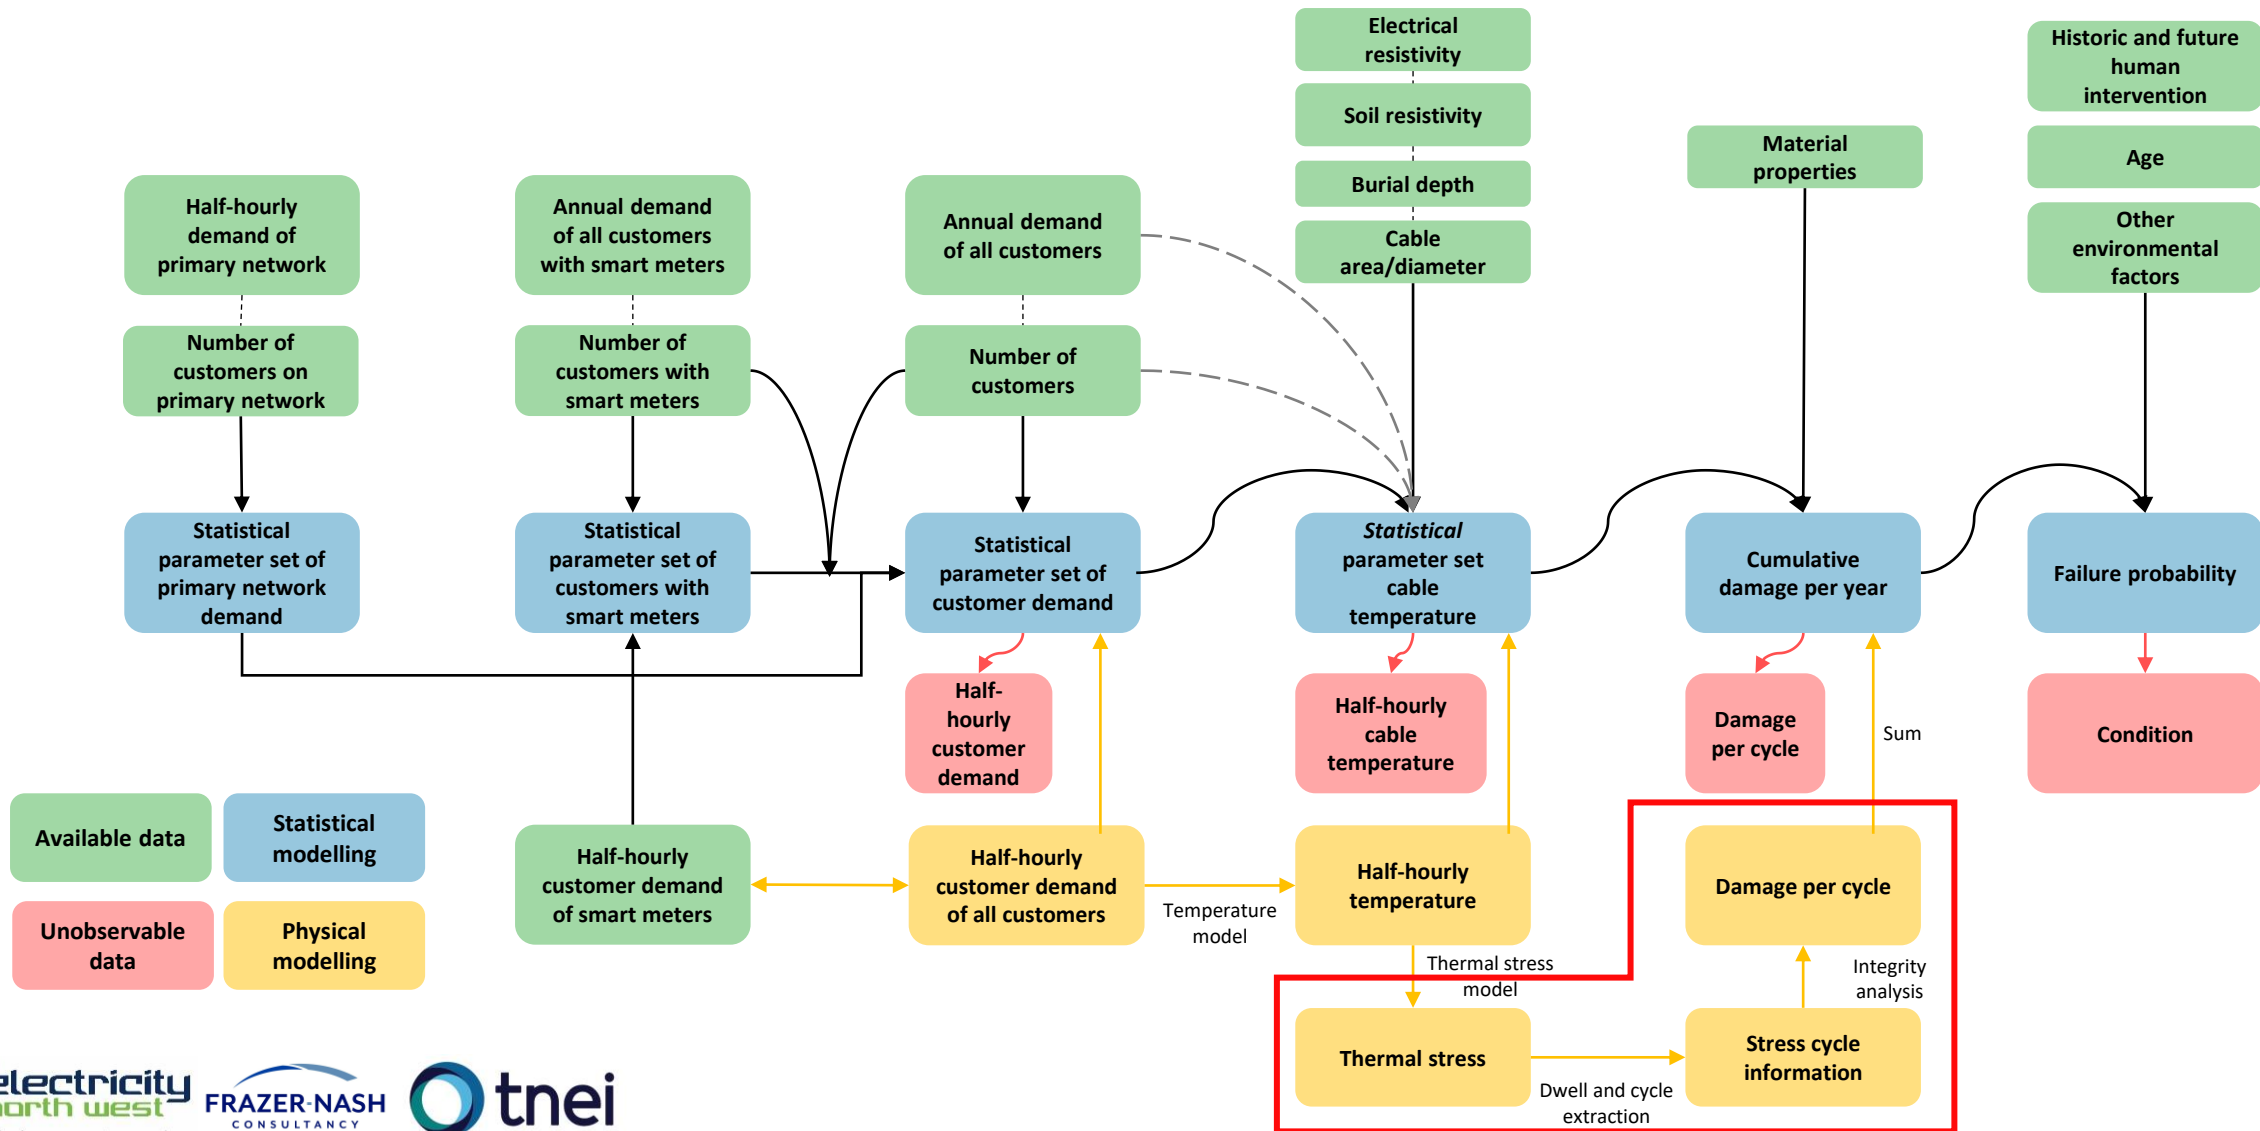 Electrical
resistivity
Soil resistivity
Burial depth
Cable
area/diameter
Historic and future
human
intervention
Age
Other
environmental
factors
Material
properties
Half-hourly
demand of
primary network
Annual demand
of all customers
with smart meters
Annual demand
of all customers
Number of
customers on
primary network
Number of
customers with
smart meters
Number of
customers
Statistical
parameter set of
primary network
demand
Statistical
parameter set of
customers with
smart meters
Statistical
parameter set of
customer demand
Statistical
parameter set
cable
temperature
Cumulative
damage per year
Failure probability
Half-
hourly
customer
demand
Half-hourly
cable
temperature
Damage
per cycle
Sum
Condition
Available data
Statistical
modelling
Unobservable
data
Physical
modelling
Half-hourly
customer demand
of smart meters
Half-hourly
customer demand
of all customers
Temperature
model
Half-hourly
temperature
Damage per cycle
Thermal stress
model
Integrity
analysis
Thermal stress
Dwell and cycle
extraction
Stress cycle
information
electricity
north west
FRAZER-NASH
CONSULTANCY
tnei